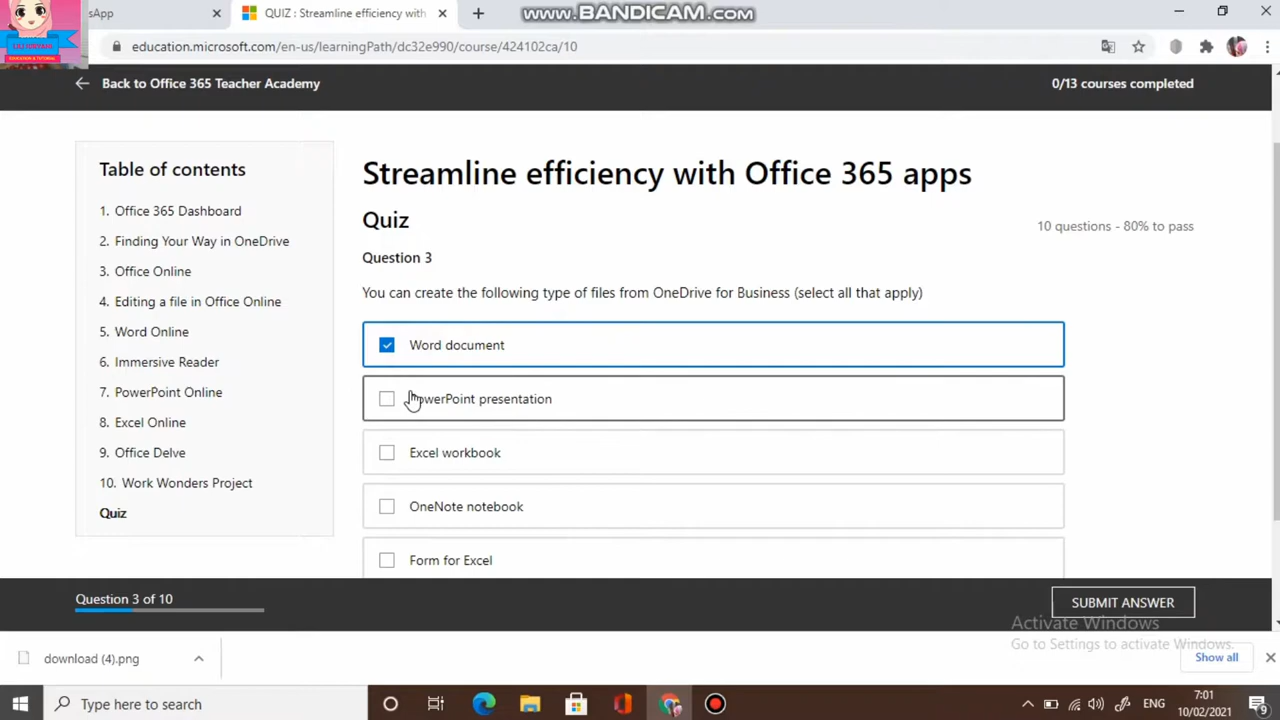 sApp
QUIZ : Streamline efficiency with
www.BANDICAM.com
education.microsoft.com/en-us/learningPath/dc32e990/course/424102ca/10
Back to Office 365 Teacher Academy
0/13 courses completed
Table of contents
1. Office 365 Dashboard
2. Finding Your Way in OneDrive
3. Office Online
4. Editing a file in Office Online
5. Word Online
6. Immersive Reader
7. PowerPoint Online
8. Excel Online
9. Office Delve
10. Work Wonders Project
Quiz
Streamline efficiency with Office 365 apps
Quiz
10 questions - 80% to pass
Question 3
You can create the following type of files from OneDrive for Business (select all that apply)
Word document
PowerPoint presentation
Excel workbook
OneNote notebook
Form for Excel
Question 3 of 10
SUBMIT ANSWER
Activate Windows
Go to Settings to activate Windows.
download (4).png
Show all
Type here to search
ENG
7:01
10/02/2021
9